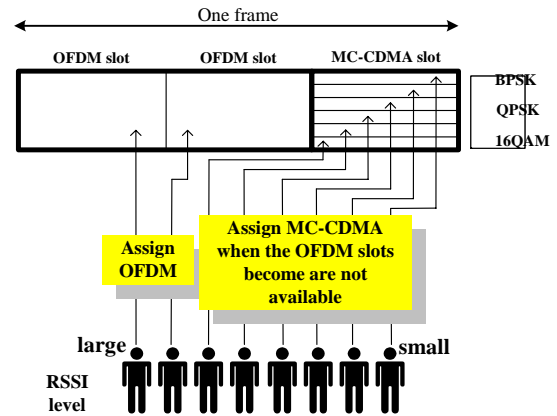 One frame
OFDM slot OFDM slot MC-CDMA slot
BPSK
QPSK
16QAM
Assign
OFDM
Assign MC-CDMA
when the OFDM slots
become are not
available
large
small
RSSI
level